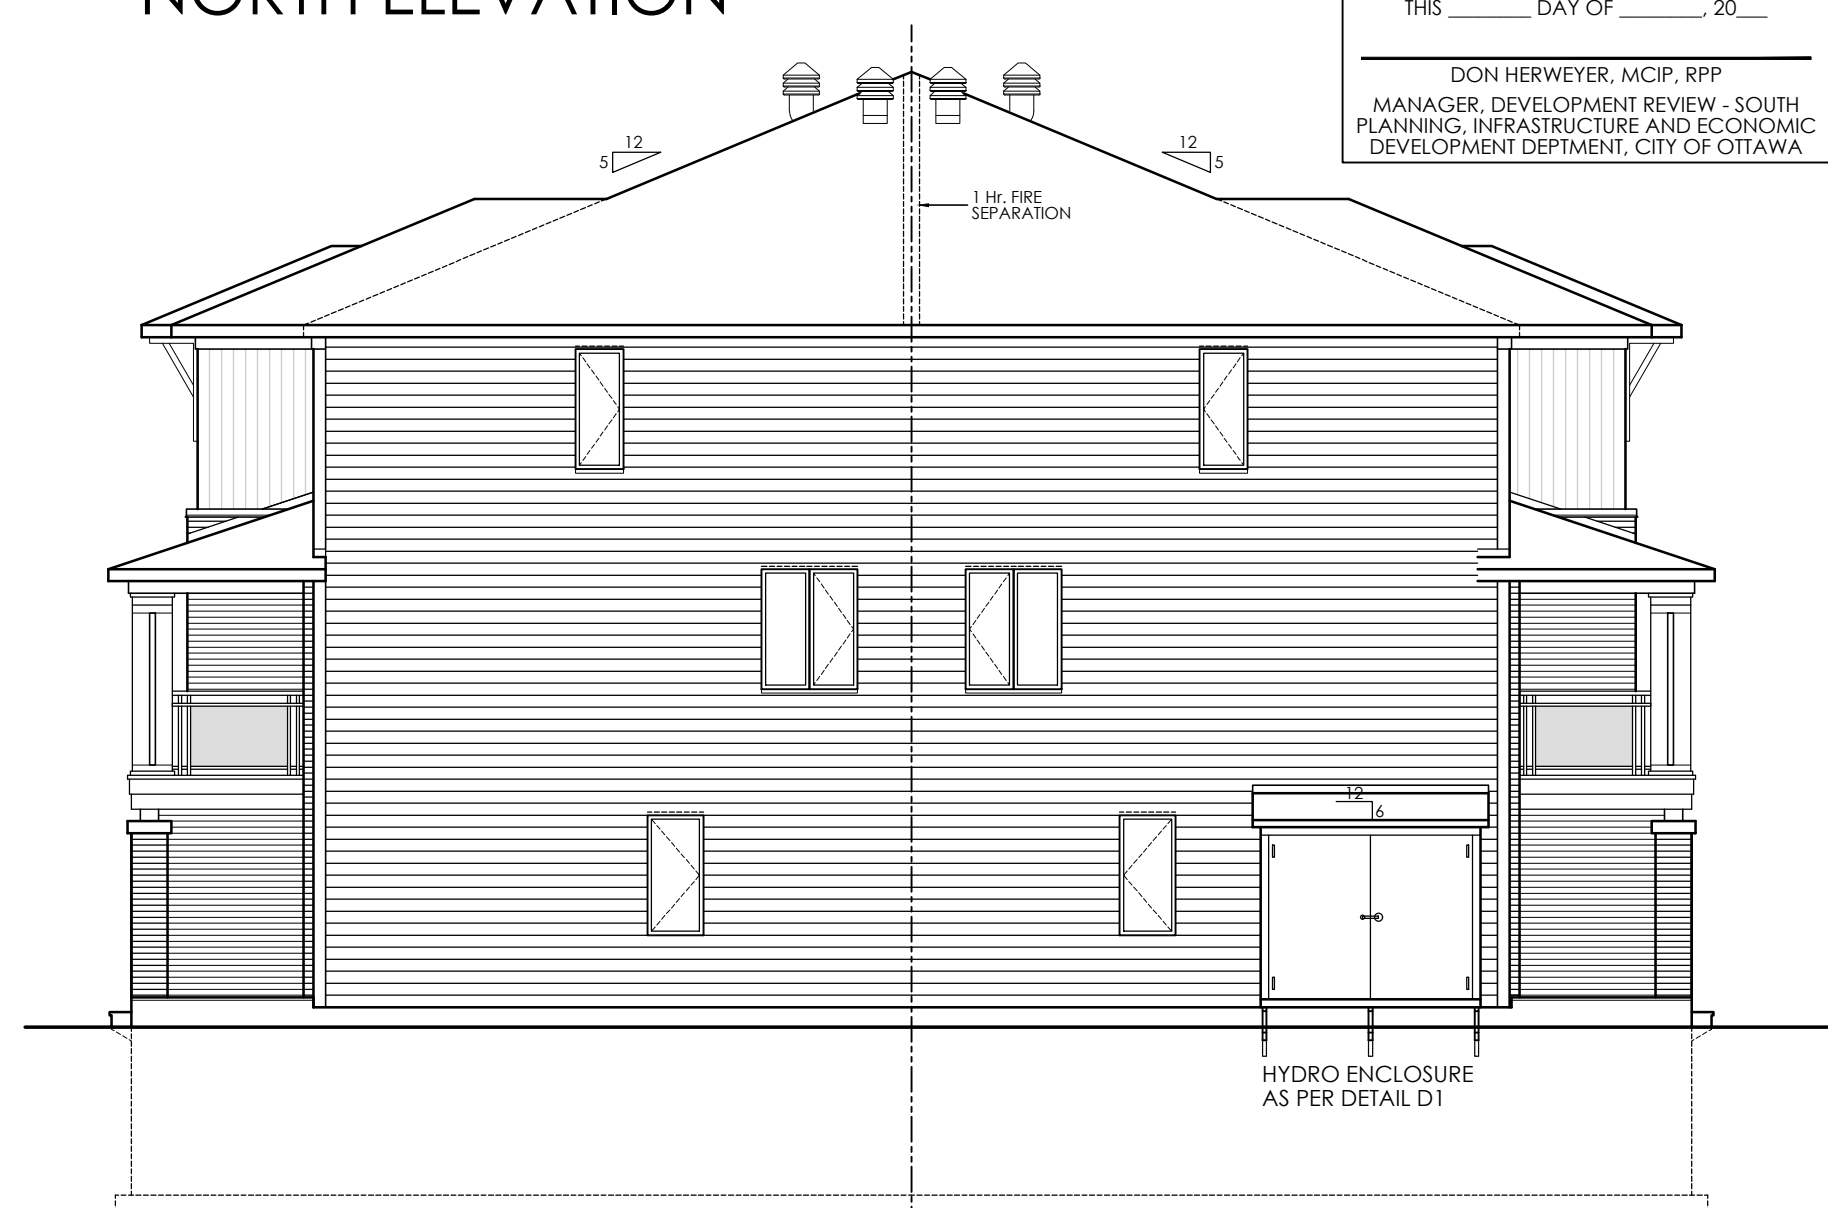 NORTH ELEVATION
THIS ________ DAY OF ________, 20___
DON HERWEYER, MCIP, RPP
MANAGER, DEVELOPMENT REVIEW - SOUTH
PLANNING, INFRASTRUCTURE AND ECONOMIC
DEVELOPMENT DEPTMENT, CITY OF OTTAWA
12
5
12
5
1 Hr. FIRE
SEPARATION
12
6
HYDRO ENCLOSURE
AS PER DETAIL D1